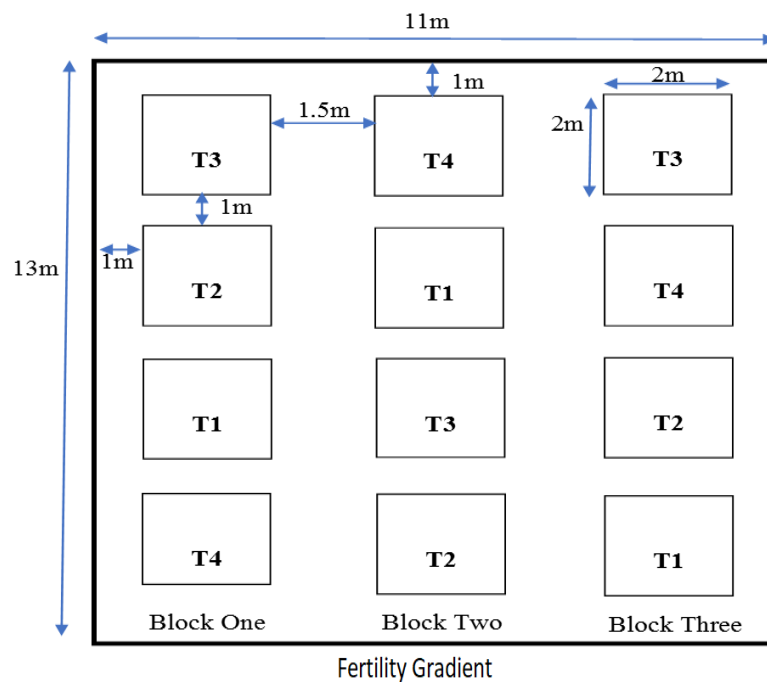 11m
1m
2m
1.5m
2m
T3
T4
T3
1m
13m
1m
T2
T1
T4
T1
T3
T2
T4
T2
T1
Block One
Block Two
Block Three
Fertility Gradient